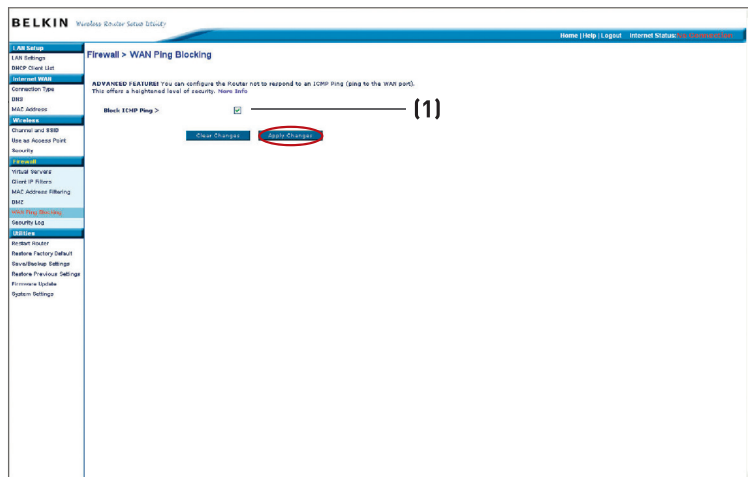 BELKIN Wireless Router Setup Utility
Home | Help | Logout Internet Status:
LAN Setup
LAN Settings
DHCP Client List
Internet WAN
Connection Type
DNS
MAC Address
Wireless
Channel and SSID
Use as Access Point
Security
Firewall
Virtual Servers
Client IP Filters
MAC Address Filtering
DMZ
WAN Ping Blocking
Security Log
Utilities
Restart Router
Restore Factory Default
Save/Backup Settings
Restore Previous Settings
Firmware Update
System Settings
Firewall > WAN Ping Blocking
ADVANCED FEATURE! You can configure the Router not to respond to an ICMP Ping (ping to the WAN port).
This offers a heightened level of security. More Info
Block ICMP Ping >
(1)
Clear Changes Apply Changes